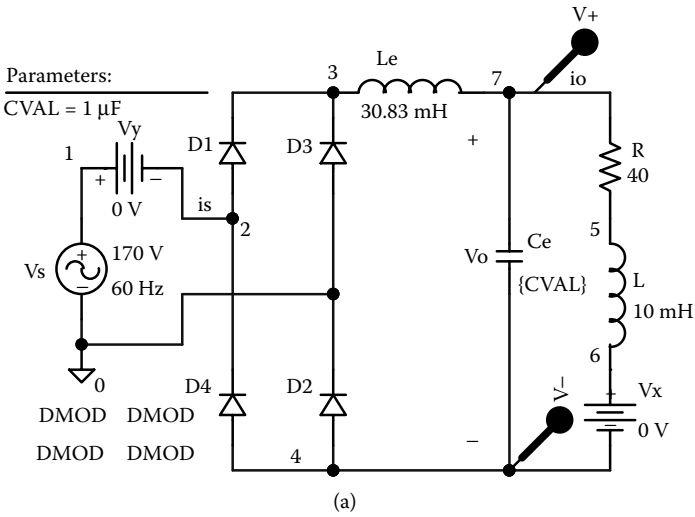 V+
Le
3
7
io
Parameters:
30.83 mH
CVAL = 1 μF
Vy
1
D1
D3
+
R
40
+
−
0 V
is
2
5
Vs
+
−
170 V
60 Hz
Vo
Ce
{CVAL}
L
10 mH
6
0
D4
D2
V−
+
Vx
−
0 V
DMOD DMOD
DMOD DMOD
4
−
(a)